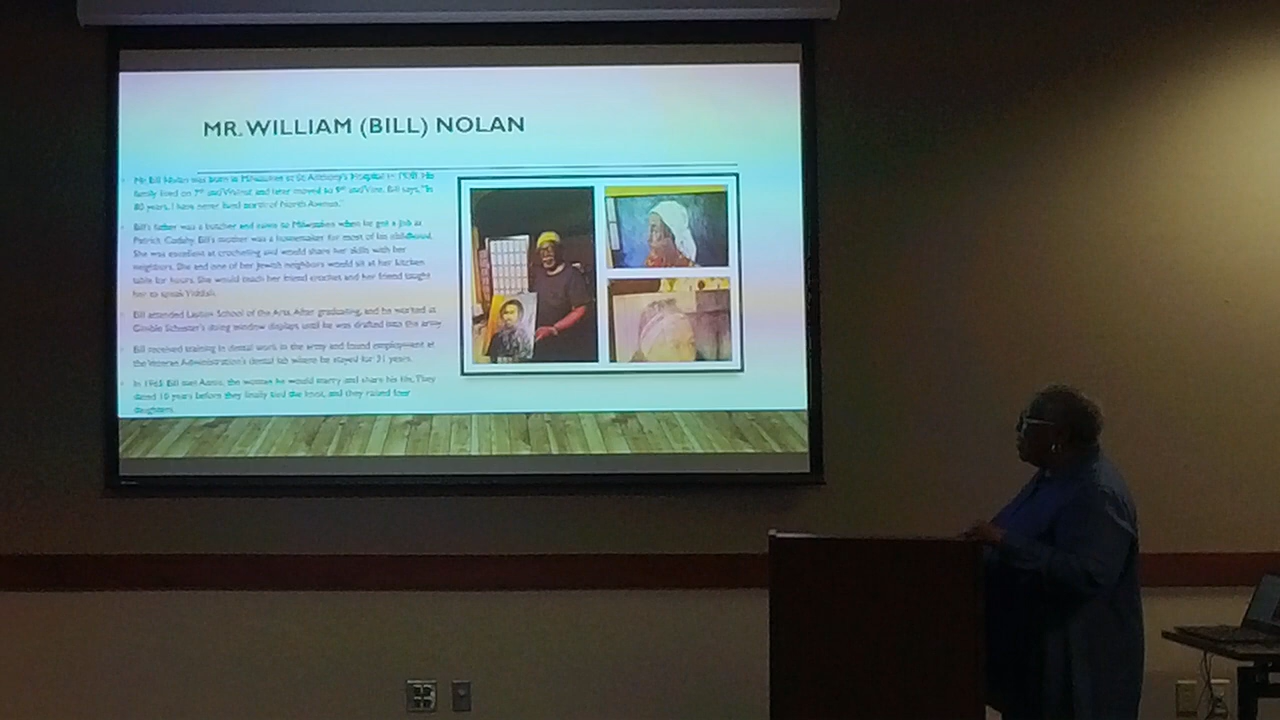 MR. WILLIAM (BILL) NOLAN
Mr. Bill Nolan was born in Milwaukee at St. Anthony's Hospital in 1939. His
family lived on 7th and Walnut and later moved to 9th and Vine. Bill says, "In
80 years, I have never lived north of North Avenue."
Bill's father was a butcher and came to Milwaukee when he got a job at
Patrick Cudahy. Bill's mother was a homemaker for most of his childhood.
She was excellent at crocheting and would share her skills with her
neighbors. She and one of her Jewish neighbors would sit at her kitchen
table for hours. She would teach her friend crochet and her friend taught
her to speak Yiddish.
Bill attended Layton School of the Arts. After graduating, and he worked at
Gimble Schuster's doing window displays until he was drafted into the army
Bill received training in dental work in the army and found employment at
the Veteran Administration's dental lab where he stayed for 31 years.
In 1965 Bill met the woman he would marry and share his life. They
dated 10 years before they finally tied the knot, and they raised four
daughters.